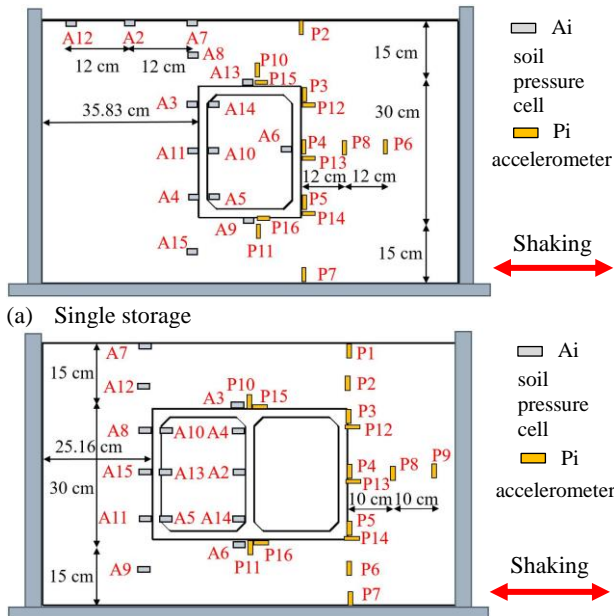 A12 A2 A7 P2
A8 P10
12 cm 12 cm A13 P15
15 cm
35.83 cm
A3 A14 P3
P12
30 cm
A6
A11 A10 P4 P8 P6
P13
12 cm 12 cm
A4 A5 P5
P14
A9 P16
A15 P11
15 cm
P7
Ai
soil
pressure
cell
Pi
accelerometer
Shaking
(a) Single storage
A7 P1
15 cm
A12 P2
A3 P10 P15
P3
A8 A10 A4 P12
25.16 cm
A15 A13 A2 P4 P8 P9
P13
30 cm
10 cm 10 cm
A11 A5 A14 P5
P14
A6 P16
P11
A9 P6
15 cm
P7
Ai
soil
pressure
cell
Pi
accelerometer
Shaking